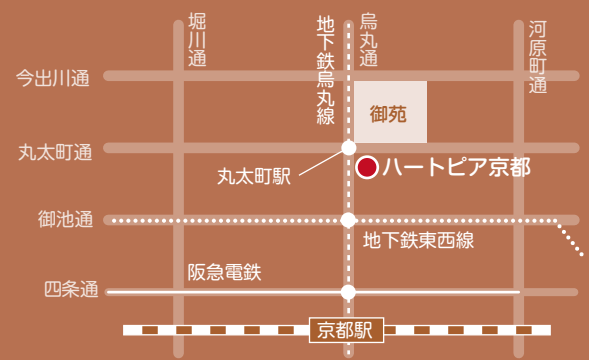 堀川通
地下鉄烏丸線
烏丸通
河原町通
今出川通
御苑
丸太町通
丸太町駅
ハートピア京都
御池通
地下鉄東西線
阪急電鉄
四条通
京都駅